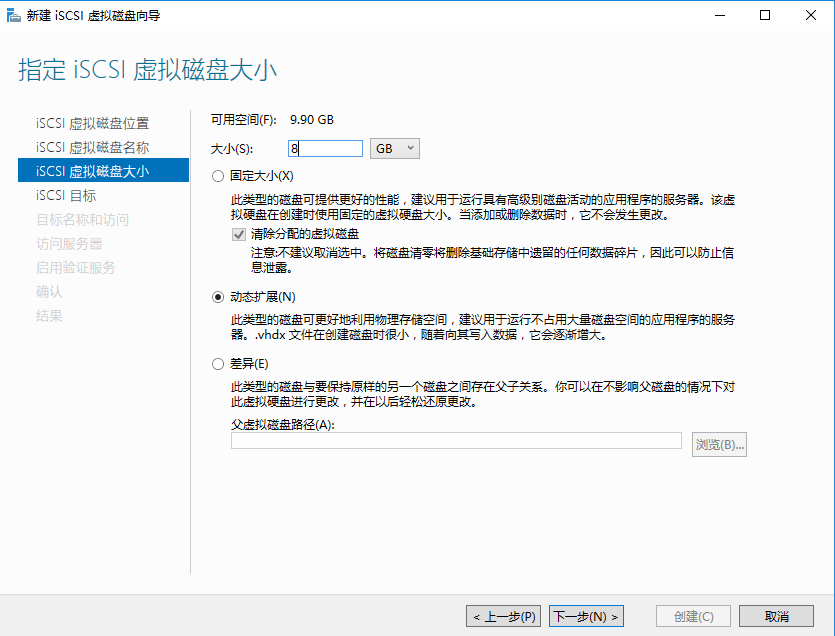 新建 iSCSI 虚拟磁盘向导
指定 iSCSI 虚拟磁盘大小
iSCSI 虚拟磁盘位置
iSCSI 虚拟磁盘名称
iSCSI 虚拟磁盘大小
iSCSI 目标
目标名称和访问
访问服务器
启用验证服务
确认
结果
可用空间(F): 9.90 GB
大小(S): 8 GB
固定大小(X)
此类型的磁盘可提供更好的性能，建议用于运行具有高级别磁盘活动的应用程序的服务器。该虚
拟硬盘在创建时使用固定的虚拟硬盘大小。当添加或删除数据时，它不会发生更改。
清除分配的虚拟磁盘
注意:不建议取消选中。将磁盘清零将删除基础存储中遗留的任何数据碎片，因此可以防止信
息泄露。
动态扩展(N)
此类型的磁盘可更好地利用物理存储空间，建议用于运行不占用大量磁盘空间的应用程序的服务
器。.vhdx 文件在创建磁盘时很小，随着向其写入数据，它会逐渐增大。
差异(E)
此类型的磁盘与要保持原样的另一个磁盘之间存在父子关系。你可以在不影响父磁盘的情况下对
此虚拟硬盘进行更改，并在以后轻松还原更改。
父虚拟磁盘路径(A):
浏览(B)...
< 上一步(P) 下一步(N) > 创建(C) 取消